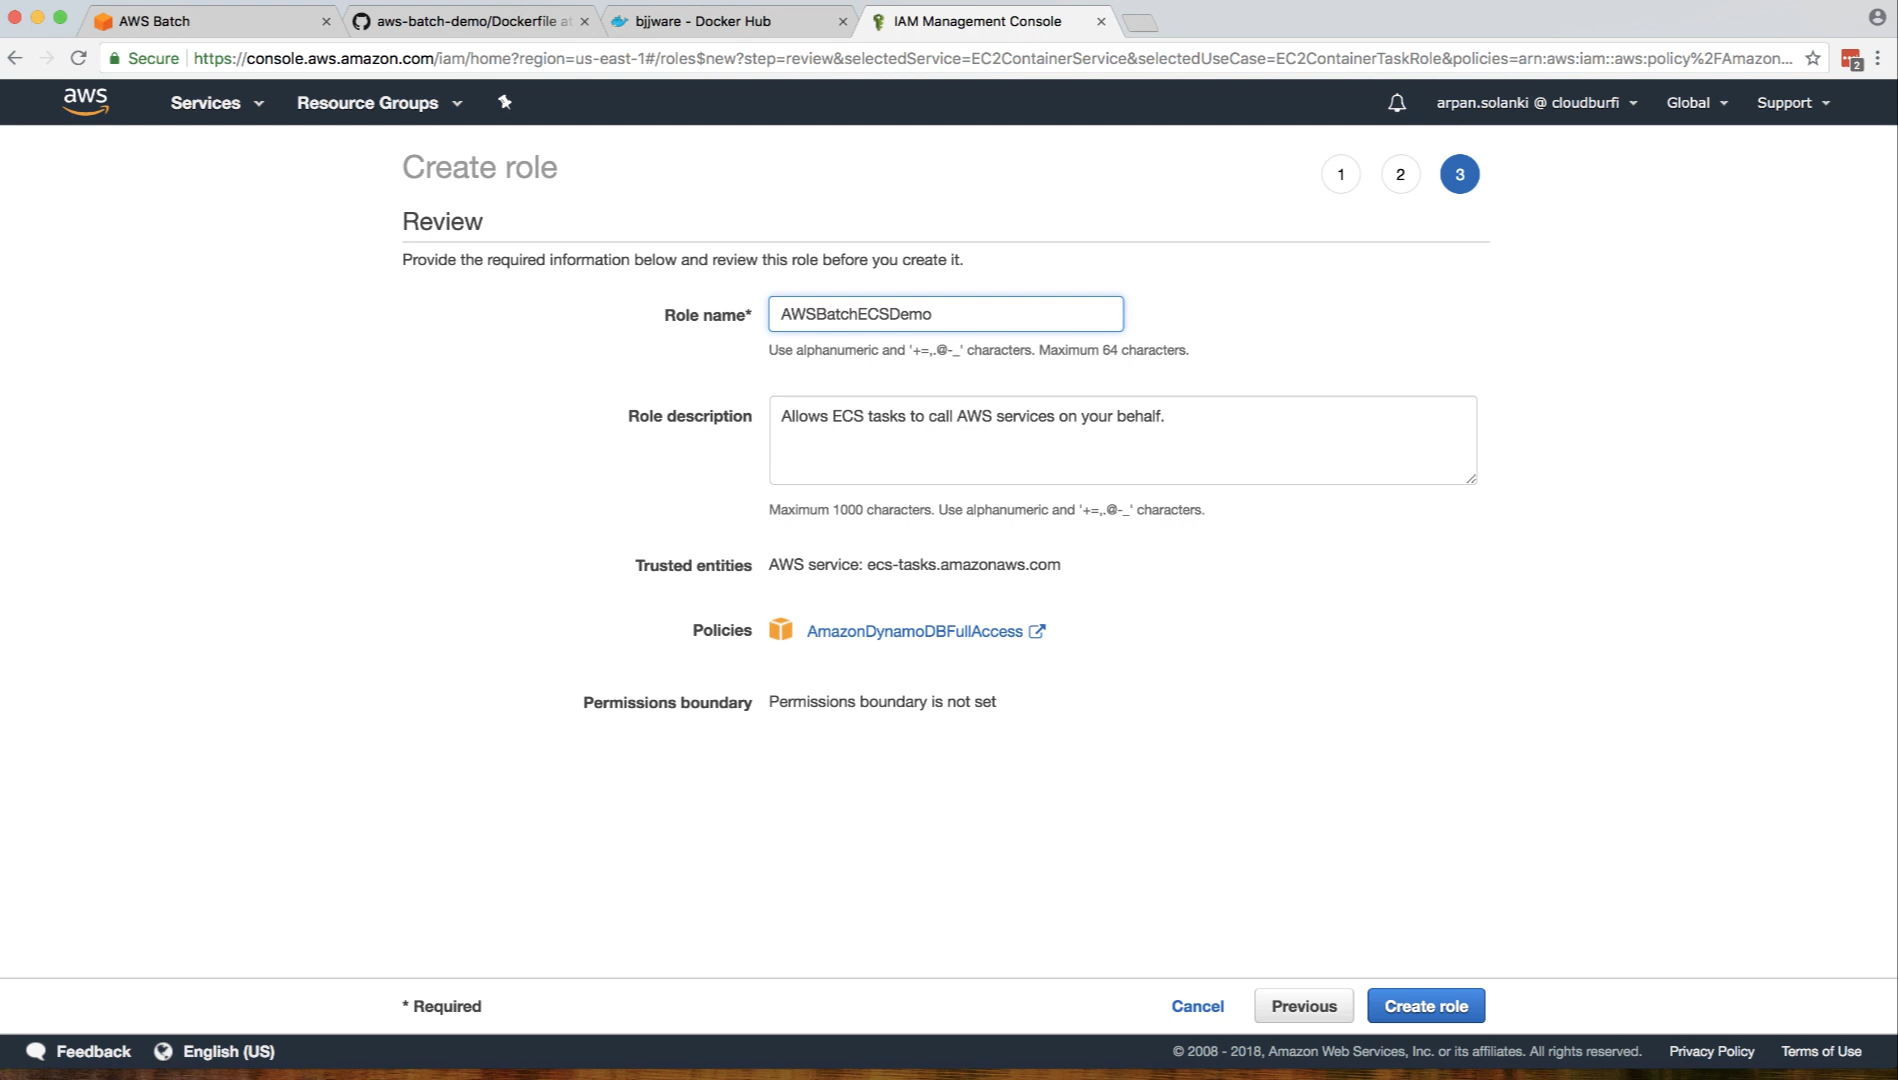 AWS Batch
aws-batch-demo/Dockerfile at
bjjware - Docker Hub
IAM Management Console
Secure
https://console.aws.amazon.com/iam/home?region=us-east-1#/roles$new?step=review&selectedService=EC2ContainerService&selectedUseCase=EC2ContainerTaskRole&policies=arn:aws:iam::aws:policy%2FAmazon...
2
aws
Services
Resource Groups
arpan.solanki @ cloudburfi
Global
Support
Create role
1
2
3
Review
Provide the required information below and review this role before you create it.
Role name*
AWSBatchECSDemo
Use alphanumeric and '+=,.@-_' characters. Maximum 64 characters.
Role description
Allows ECS tasks to call AWS services on your behalf.
Maximum 1000 characters. Use alphanumeric and '+=,.@-_' characters.
Trusted entities
AWS service: ecs-tasks.amazonaws.com
Policies
AmazonDynamoDBFullAccess
Permissions boundary
Permissions boundary is not set
* Required
Cancel
Previous
Create role
Feedback
English (US)
© 2008 - 2018, Amazon Web Services, Inc. or its affiliates. All rights reserved.
Privacy Policy
Terms of Use